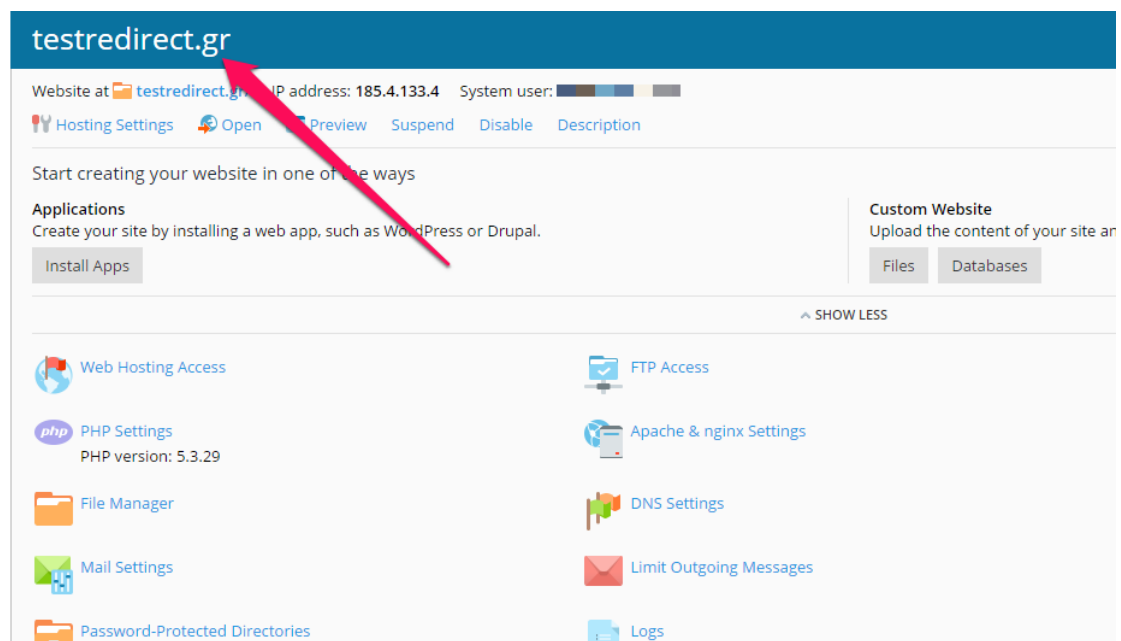 testredirect.gr
Website at testredirect.gr IP address: 185.4.133.4 System user:
Hosting Settings Open Preview Suspend Disable Description
Start creating your website in one of the ways
Applications
Create your site by installing a web app, such as WordPress or Drupal.
Install Apps
Custom Website
Upload the content of your site an
Files Databases
SHOW LESS
Web Hosting Access
FTP Access
php
PHP Settings
PHP version: 5.3.29
Apache & nginx Settings
File Manager
DNS Settings
Mail Settings
Limit Outgoing Messages
Password-Protected Directories
Logs